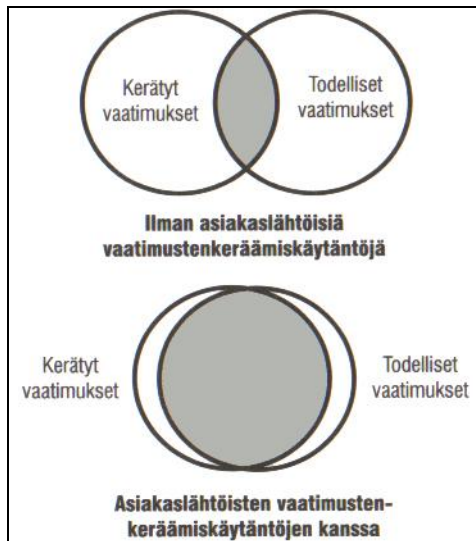 Kerätyt
vaatimukset
Todelliset
vaatimukset
Ilman asiakaslähtöisiä
vaatimustenkeräämiskäytäntöjä
Kerätyt
vaatimukset
Todelliset
vaatimukset
Asiakaslähtöisten vaatimusten-
keräämiskäytäntöjen kanssa